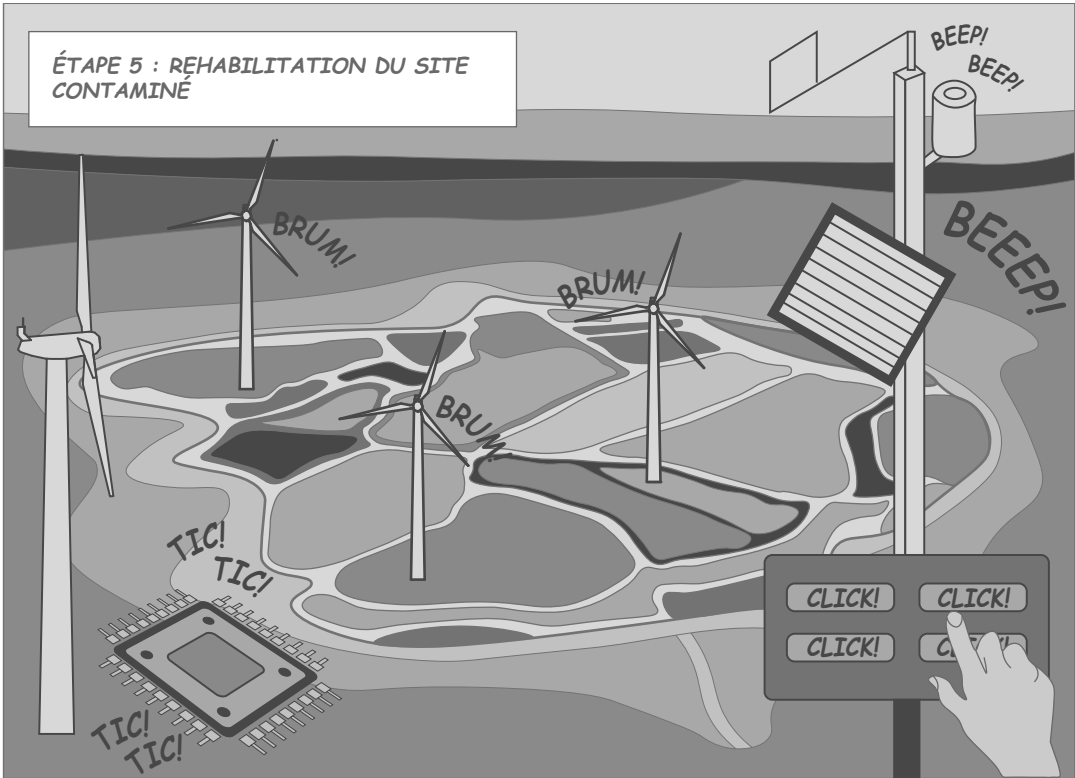 ÉTAPE 5 : REHABILITATION DU SITE
CONTAMINÉ
BEEP!
BEEP!
BEEEP!
BRUM!
BRUM!
BRUM!
TIC!
TIC!
CLICK!
CLICK!
CLICK!
TIC!
TIC!